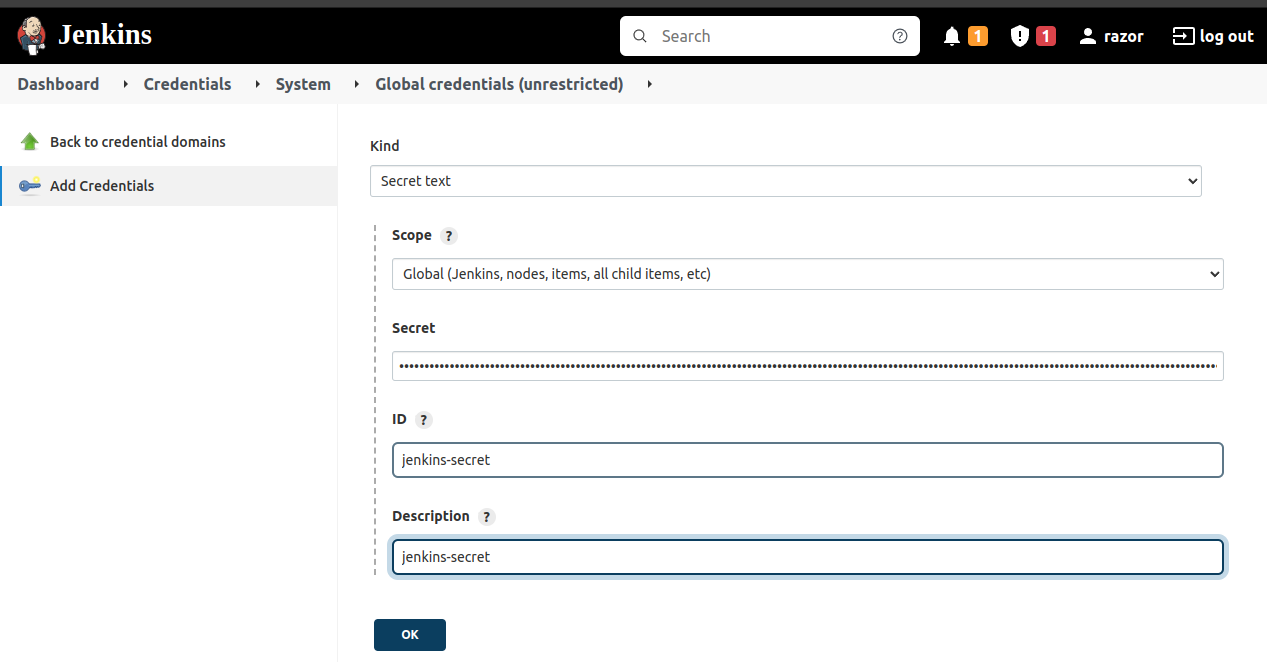 Jenkins
Search
1
1
razor
log out
Dashboard
Credentials
System
Global credentials (unrestricted)
Back to credential domains
Add Credentials
Kind
Secret text
Scope ?
Global (Jenkins, nodes, items, all child items, etc)
Secret
ID ?
jenkins-secret
Description ?
jenkins-secret
OK